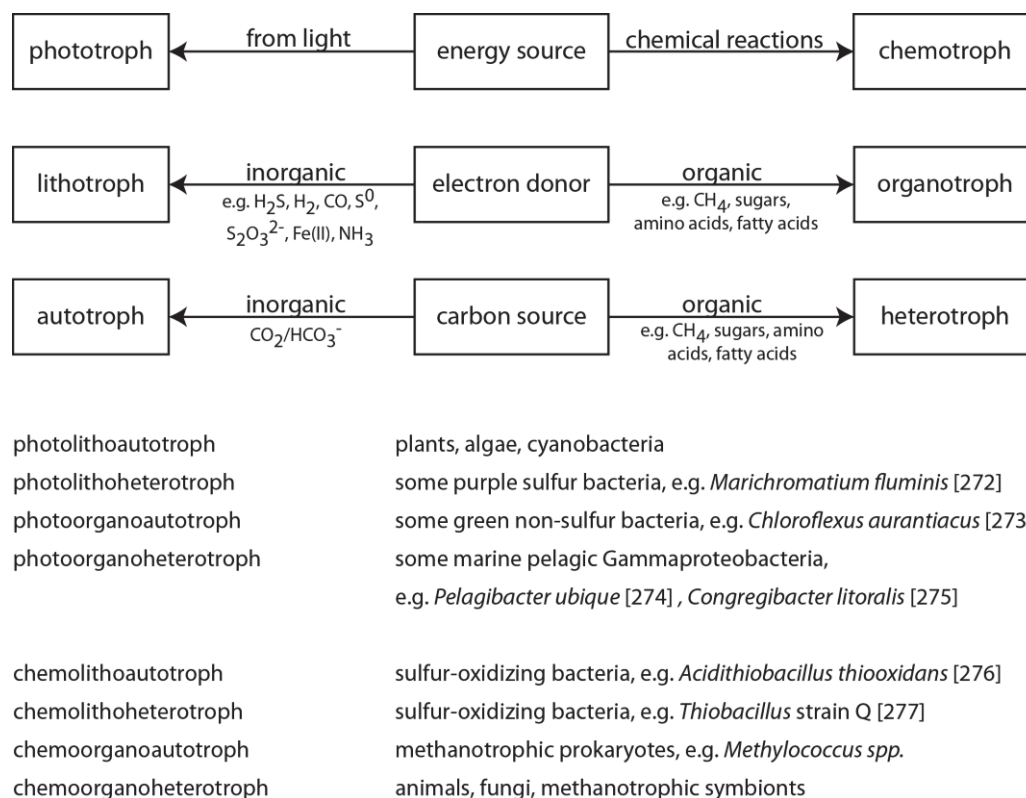 phototroph from light energy source chemical reactions chemotroph
lithotroph inorganic electron donor organic organotroph
e.g. H₂S, H₂, CO, S⁰, e.g. CH₄, sugars,
S₂O₃²⁻, Fe(II), NH₃ amino acids, fatty acids
autotroph inorganic carbon source organic heterotroph
CO₂/HCO₃⁻ e.g. CH₄, sugars, amino
acids, fatty acids
photolithoautotroph plants, algae, cyanobacteria
photolithoheterotroph some purple sulfur bacteria, e.g. Marichromatium fluminis [272]
photoorganoautotroph some green non-sulfur bacteria, e.g. Chloroflexus aurantiacus [273
photoorganoheterotroph some marine pelagic Gammaproteobacteria,
e.g. Pelagibacter ubique [274] , Congregibacter litoralis [275]
chemolithoautotroph sulfur-oxidizing bacteria, e.g. Acidithiobacillus thiooxidans [276]
chemolithoheterotroph sulfur-oxidizing bacteria, e.g. Thiobacillus strain Q [277]
chemoorganoautotroph methanotrophic prokaryotes, e.g. Methylococcus spp.
chemoorganoheterotroph animals, fungi, methanotrophic symbionts